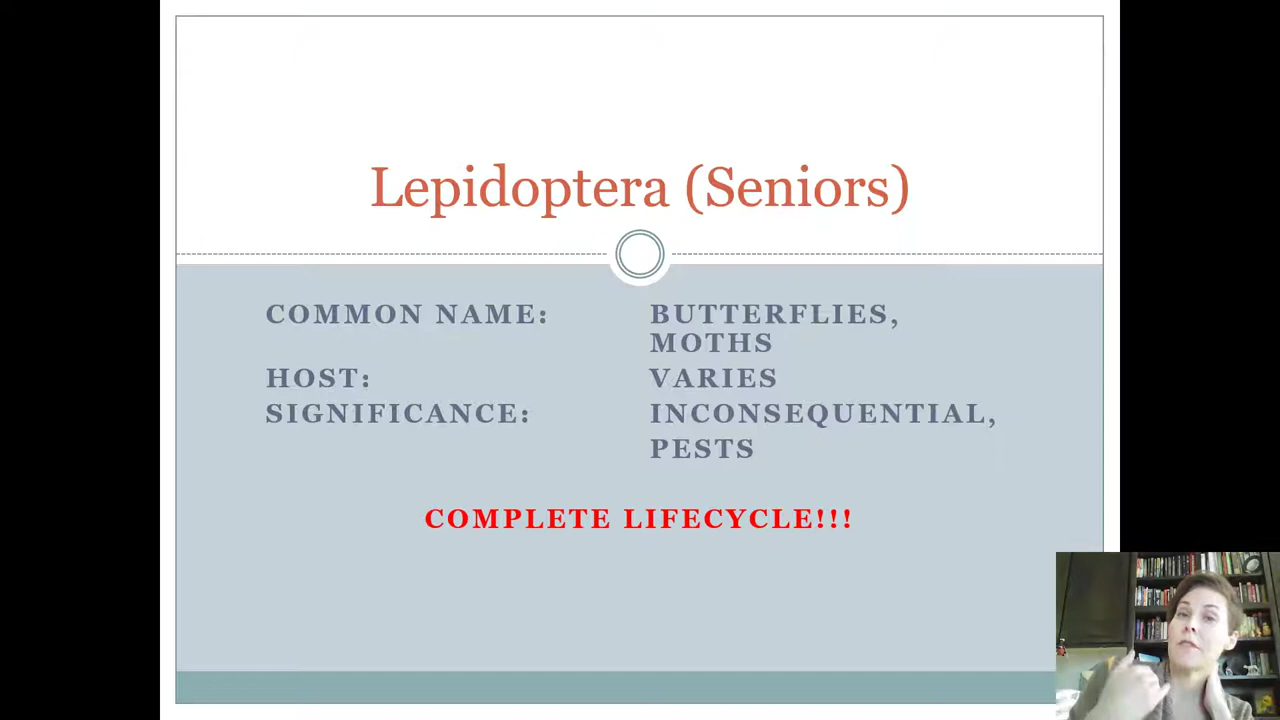 Lepidoptera (Seniors)
COMMON NAME: BUTTERFLIES,
MOTHS
HOST: VARIES
SIGNIFICANCE: INCONSEQUENTIAL,
PESTS
COMPLETE LIFECYCLE!!!